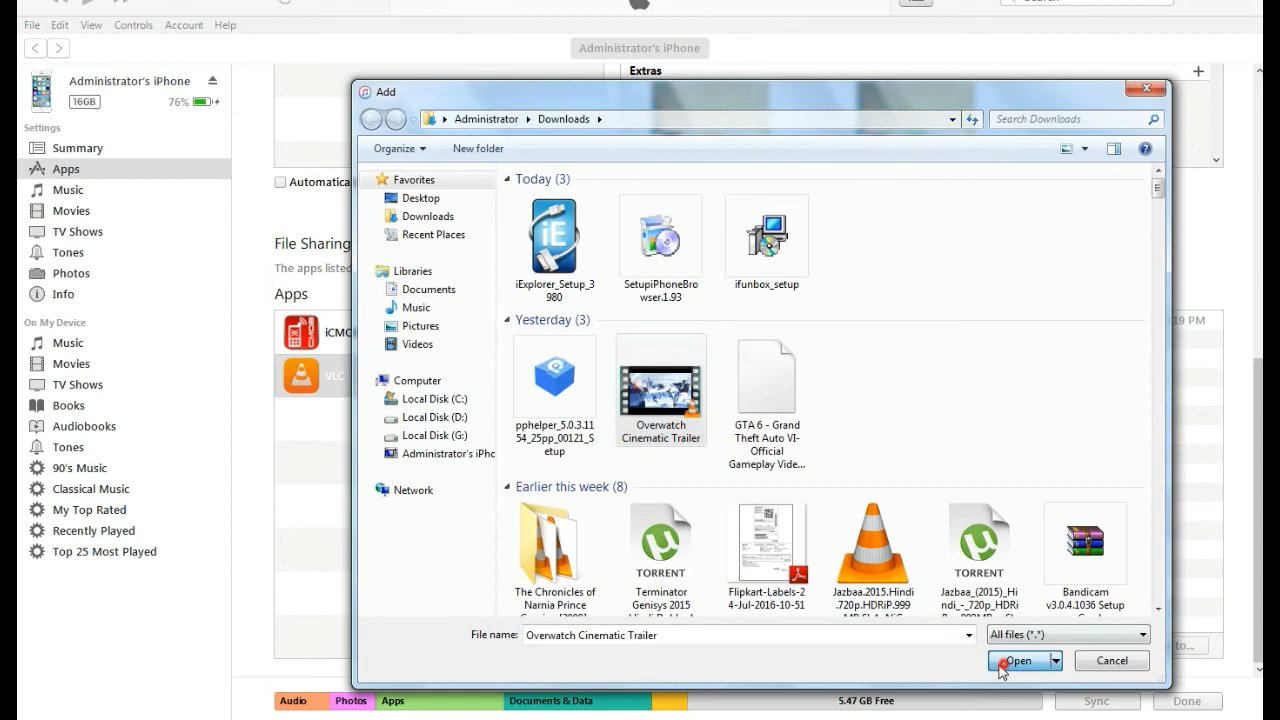 File Edit View Controls Account Help
Administrator's iPhone
Administrator's iPhone
16GB
76%
Settings
Summary
Apps
Music
Movies
TV Shows
Tones
Photos
Info
On My Device
Music
Movies
TV Shows
Books
Audiobooks
Tones
90's Music
Classical Music
My Top Rated
Recently Played
Top 25 Most Played
Extras
Automatica
File Sharing
The apps listed
Apps
iCMO
VLC
19 PM
Add
Administrator Downloads
Search Downloads
Organize New folder
Favorites
Desktop
Downloads
Recent Places
Libraries
Documents
Music
Pictures
Videos
Computer
Local Disk (C:)
Local Disk (D:)
Local Disk (G:)
Administrator's iPho
Network
Today (3)
iE
iExplorer_Setup_3
980
SetupiPhoneBro
wser.1.93
ifunbox_setup
Yesterday (3)
pphelper_5.0.3.11
54_25pp_00121_S
etup
Overwatch
Cinematic Trailer
GTA 6 - Grand
Theft Auto VI-
Official
Gameplay Vide...
Earlier this week (8)
TORRENT
TORRENT
The Chronicles of
Narnia Prince
Terminator
Genisys 2015
Flipkart-Labels-2
4-Jul-2016-10-51
Jazbaa.2015.Hindi
.720p.HDRiP.999
Jazbaa_(2015)_Hi
ndi_-_720p_HDRi
Bandicam
v3.0.4.1036 Setup
File name: Overwatch Cinematic Trailer
All files (*.*)
Open Cancel
to...
Audio Photos Apps Documents & Data 5.47 GB Free Sync Done